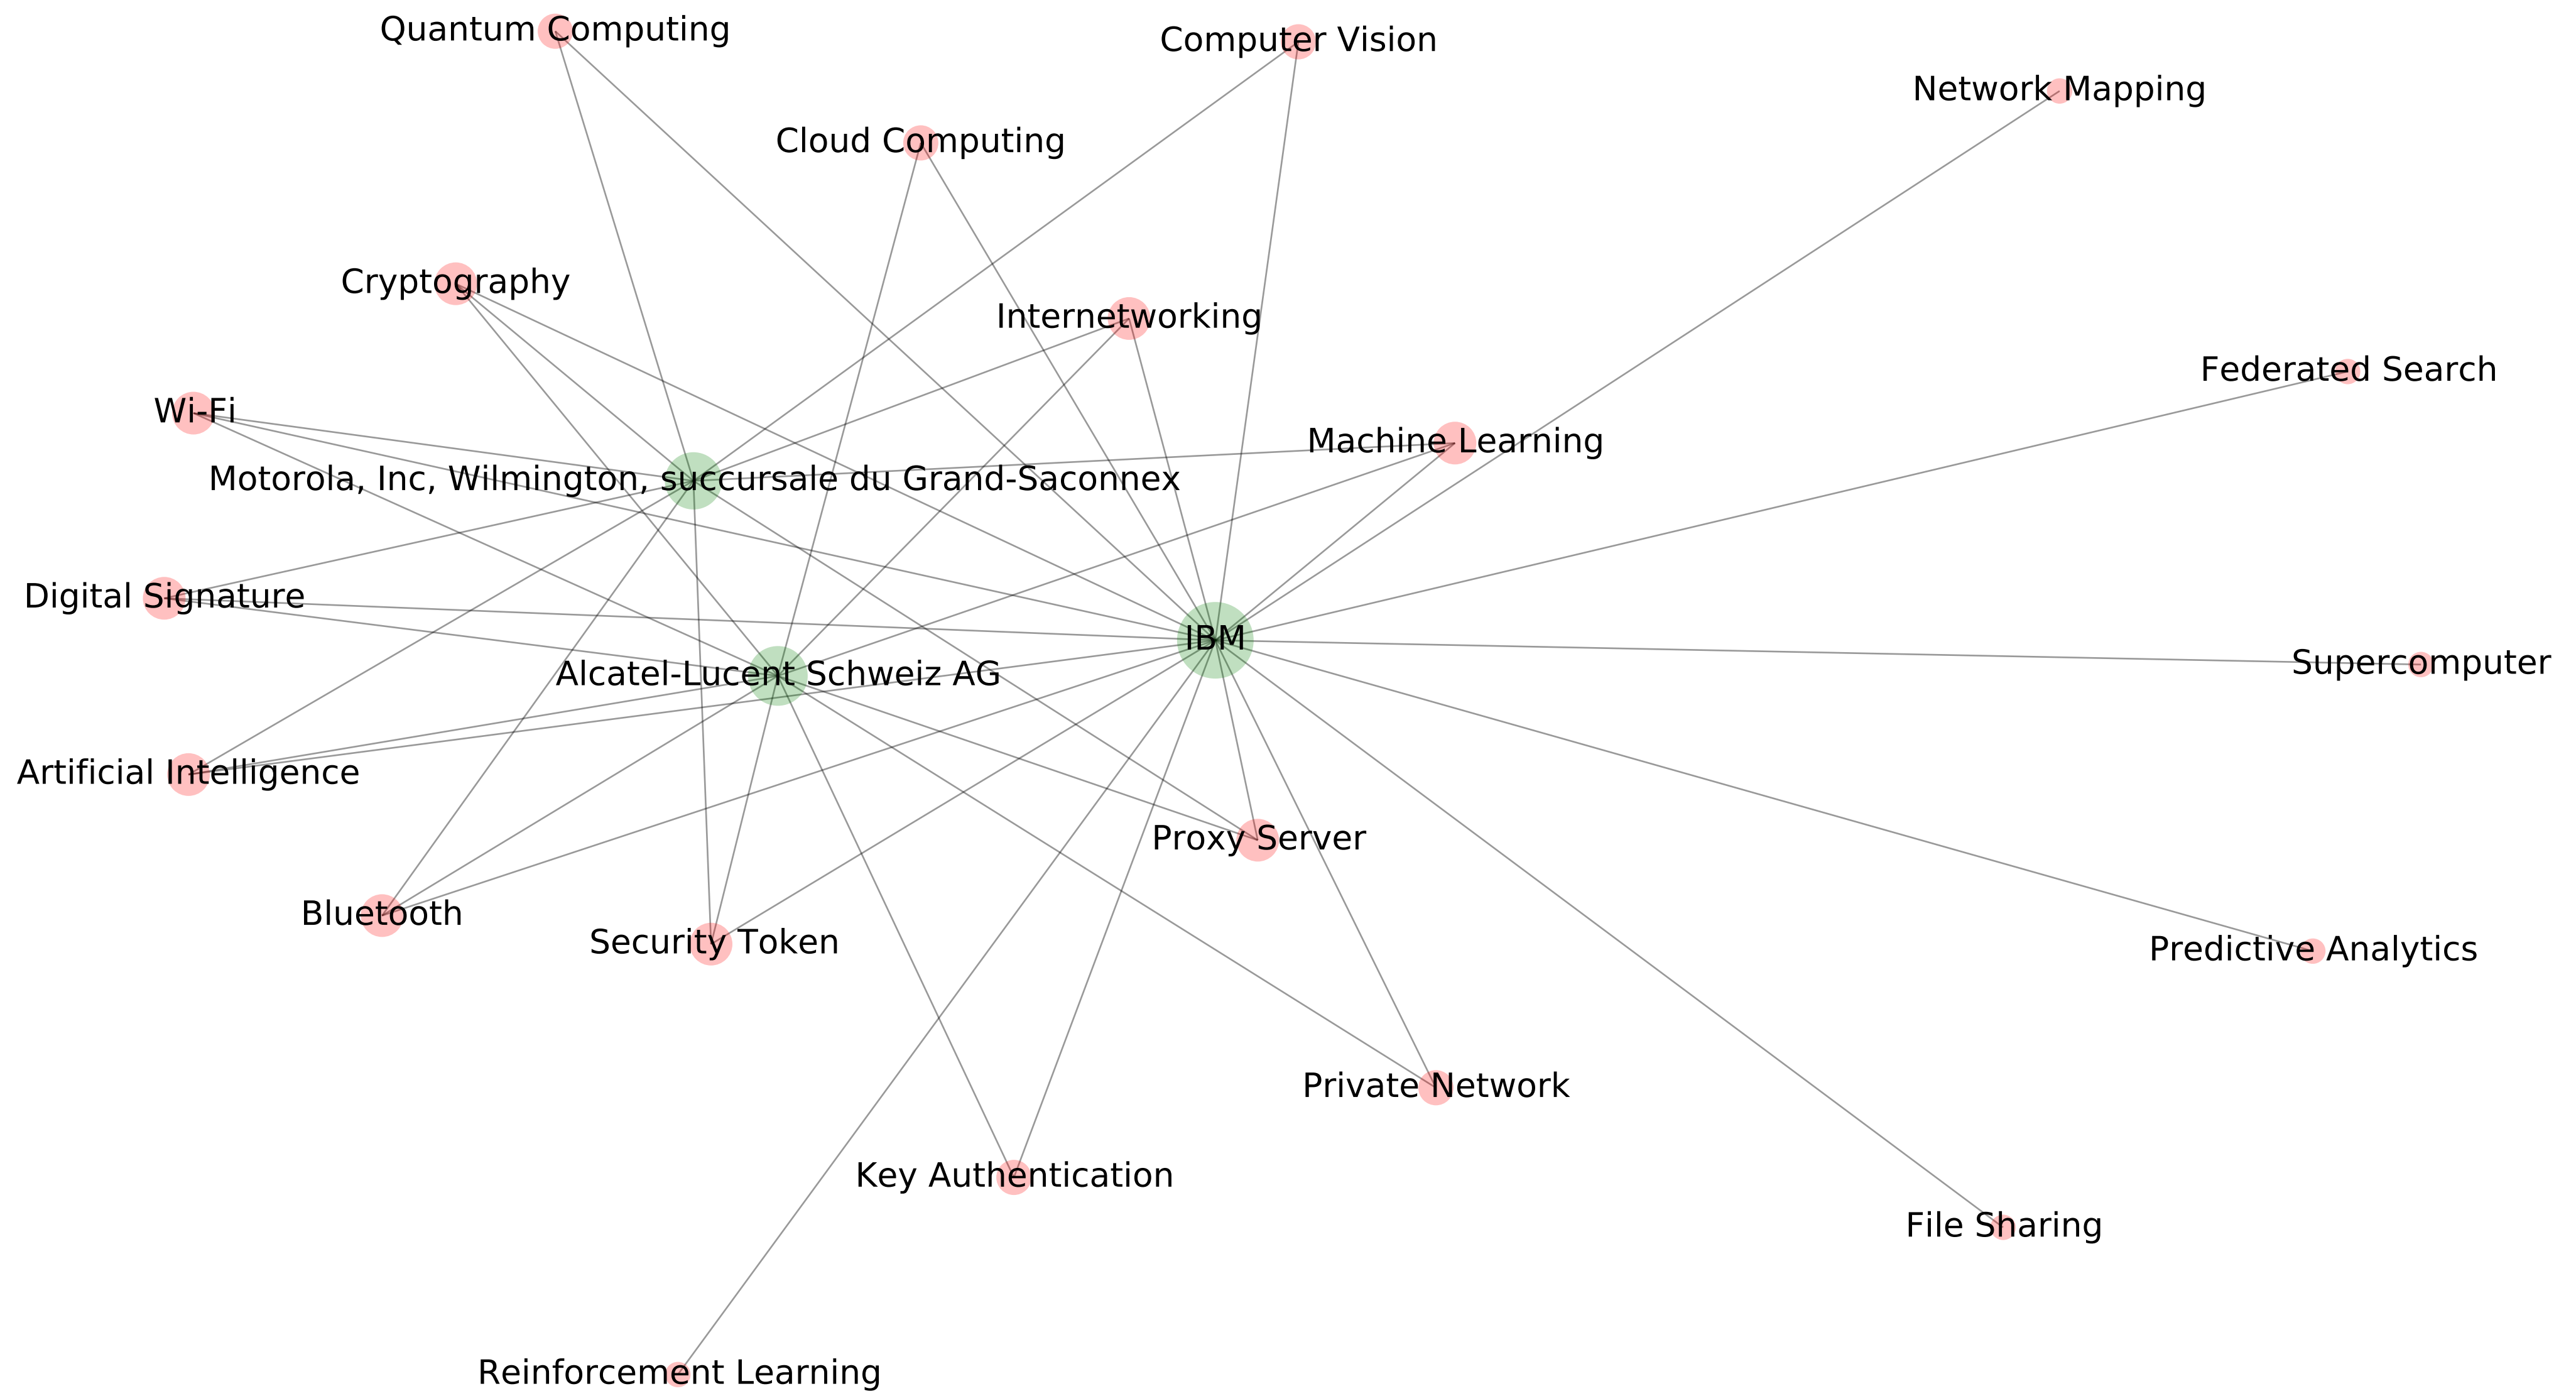 Quantum Computing
Computer Vision
Network Mapping
Cloud Computing
Cryptography
Internetworking
Federated Search
Wi-Fi
Machine Learning
Motorola, Inc, Wilmington, succursale du Grand-Saconnex
Digital Signature
IBM
Supercomputer
Alcatel-Lucent Schweiz AG
Artificial Intelligence
Proxy Server
Bluetooth
Security Token
Predictive Analytics
Private Network
Key Authentication
File Sharing
Reinforcement Learning